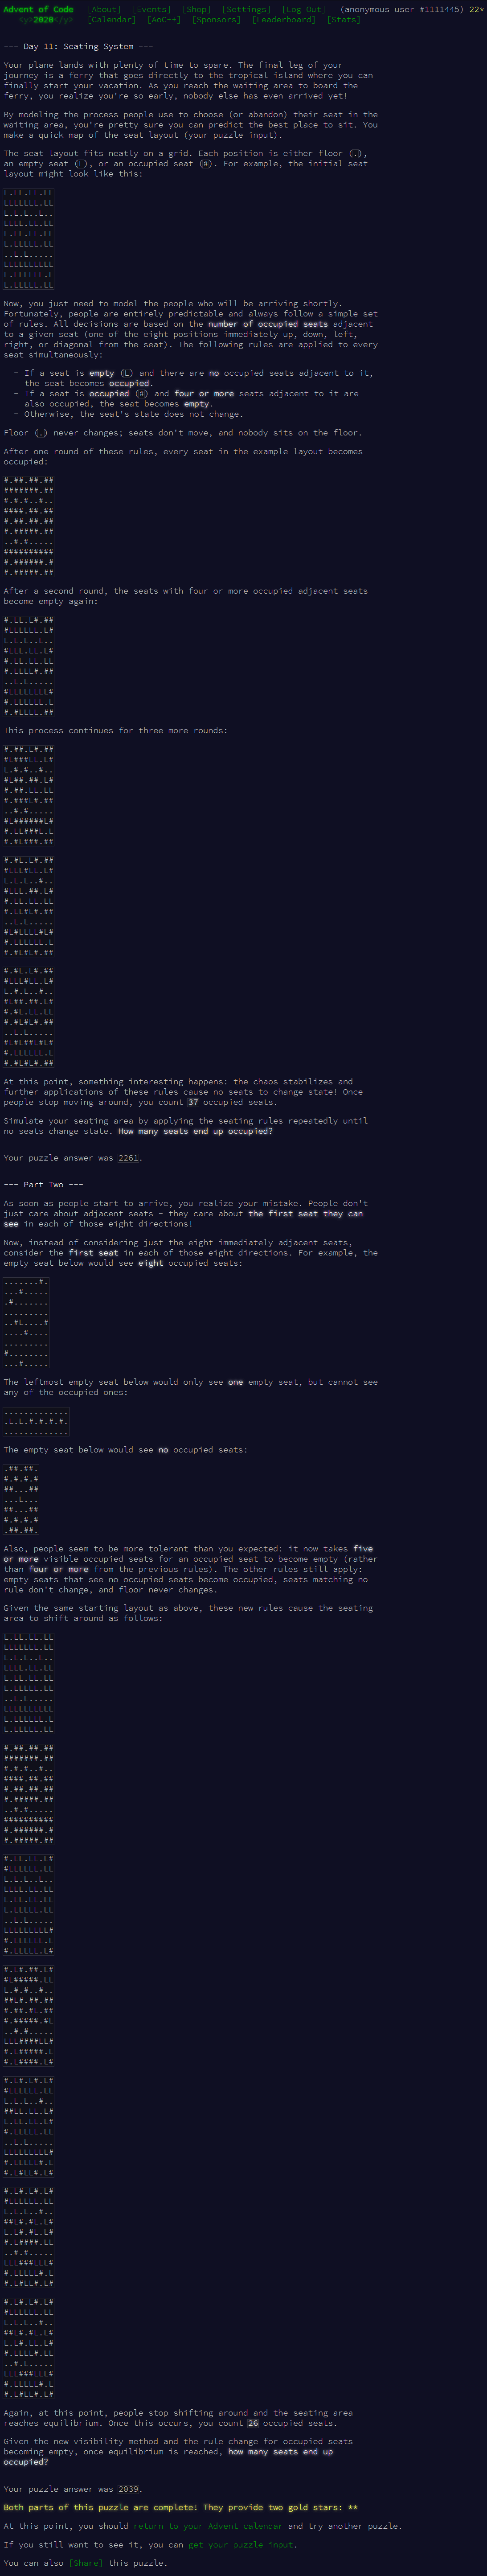 Advent of Code [About] [Events] [Shop] [Settings] [Log Out] (anonymous user #1111445) 22*
<y>2020</y> [Calendar] [AoC++] [Sponsors] [Leaderboard] [Stats]
--- Day 11: Seating System ---
Your plane lands with plenty of time to spare. The final leg of your
journey is a ferry that goes directly to the tropical island where you can
finally start your vacation. As you reach the waiting area to board the
ferry, you realize you're so early, nobody else has even arrived yet!
By modeling the process people use to choose (or abandon) their seat in the
waiting area, you're pretty sure you can predict the best place to sit. You
make a quick map of the seat layout (your puzzle input).
The seat layout fits neatly on a grid. Each position is either floor (.),
an empty seat (L), or an occupied seat (#). For example, the initial seat
layout might look like this:
L.LL.LL.LL
LLLLLLL.LL
L.L.L..L..
LLLL.LL.LL
L.LL.LL.LL
L.LLLLL.LL
..L.L.....
LLLLLLLLLL
L.LLLLLL.L
L.LLLLL.LL
Now, you just need to model the people who will be arriving shortly.
Fortunately, people are entirely predictable and always follow a simple set
of rules. All decisions are based on the number of occupied seats adjacent
to a given seat (one of the eight positions immediately up, down, left,
right, or diagonal from the seat). The following rules are applied to every
seat simultaneously:
- If a seat is empty (L) and there are no occupied seats adjacent to it,
the seat becomes occupied.
- If a seat is occupied (#) and four or more seats adjacent to it are
also occupied, the seat becomes empty.
- Otherwise, the seat's state does not change.
Floor (.) never changes; seats don't move, and nobody sits on the floor.
After one round of these rules, every seat in the example layout becomes
occupied:
#.##.##.##
#######.##
#.#.#..#..
####.##.##
#.##.##.##
#.#####.##
..#.#.....
##########
#.######.#
#.#####.##
After a second round, the seats with four or more occupied adjacent seats
become empty again:
#.LL.L#.##
#LLLLLL.L#
L.L.L..L..
#LLL.LL.L#
#.LL.LL.LL
#.LLLL#.##
..L.L.....
#LLLLLLLL#
#.LLLLLL.L
#.#LLLL.##
This process continues for three more rounds:
#.##.L#.##
#L###LL.L#
L.#.#..#..
#L##.##.L#
#.##.LL.LL
#.###L#.##
..#.#.....
#L######L#
#.LL###L.L
#.#L###.##
#.#L.L#.##
#LLL#LL.L#
L.L.L..#..
#LLL.##.L#
#.LL.LL.LL
#.LL#L#.##
..L.L.....
#L#LLLL#L#
#.LLLLLL.L
#.#L#L#.##
#.#L.L#.##
#LLL#LL.L#
L.#.L..#..
#L##.##.L#
#.#L.LL.LL
#.#L#L#.##
..L.L.....
#L#L##L#L#
#.LLLLLL.L
#.#L#L#.##
At this point, something interesting happens: the chaos stabilizes and
further applications of these rules cause no seats to change state! Once
people stop moving around, you count 37 occupied seats.
Simulate your seating area by applying the seating rules repeatedly until
no seats change state. How many seats end up occupied?
Your puzzle answer was 2261.
--- Part Two ---
As soon as people start to arrive, you realize your mistake. People don't
just care about adjacent seats - they care about the first seat they can
see in each of those eight directions!
Now, instead of considering just the eight immediately adjacent seats,
consider the first seat in each of those eight directions. For example, the
empty seat below would see eight occupied seats:
.......#.
...#.....
.#.......
.........
..#L....#
....#....
.........
#........
...#.....
The leftmost empty seat below would only see one empty seat, but cannot see
any of the occupied ones:
.............
.L.L.#.#.#.#.
.............
The empty seat below would see no occupied seats:
.##.##.
#.#.#.#
##...##
...L...
##...##
#.#.#.#
.##.##.
Also, people seem to be more tolerant than you expected: it now takes five
or more visible occupied seats for an occupied seat to become empty (rather
than four or more from the previous rules). The other rules still apply:
empty seats that see no occupied seats become occupied, seats matching no
rule don't change, and floor never changes.
Given the same starting layout as above, these new rules cause the seating
area to shift around as follows:
L.LL.LL.LL
LLLLLLL.LL
L.L.L..L..
LLLL.LL.LL
L.LL.LL.LL
L.LLLLL.LL
..L.L.....
LLLLLLLLLL
L.LLLLLL.L
L.LLLLL.LL
#.##.##.##
#######.##
#.#.#..#..
####.##.##
#.##.##.##
#.#####.##
..#.#.....
##########
#.######.#
#.#####.##
#.LL.LL.L#
#LLLLLL.LL
L.L.L..L..
LLLL.LL.LL
L.LL.LL.LL
L.LLLLL.LL
..L.L.....
LLLLLLLLL#
#.LLLLLL.L
#.LLLLL.L#
#.L#.##.L#
#L#####.LL
L.#.#..#..
##L#.##.##
#.##.#L.##
#.#####.#L
..#.#.....
LLL####LL#
#.L#####.L
#.L####.L#
#.L#.L#.L#
#LLLLLL.LL
L.L.L..#..
##LL.LL.L#
L.LL.LL.L#
#.LLLLL.LL
..L.L.....
LLLLLLLLL#
#.LLLLL#.L
#.L#LL#.L#
#.L#.L#.L#
#LLLLLL.LL
L.L.L..#..
##L#.#L.L#
L.L#.#L.L#
#.L####.LL
..#.#.....
LLL###LLL#
#.LLLLL#.L
#.L#LL#.L#
#.L#.L#.L#
#LLLLLL.LL
L.L.L..#..
##L#.#L.L#
L.L#.LL.L#
#.LLLL#.LL
..#.L.....
LLL###LLL#
#.LLLLL#.L
#.L#LL#.L#
Again, at this point, people stop shifting around and the seating area
reaches equilibrium. Once this occurs, you count 26 occupied seats.
Given the new visibility method and the rule change for occupied seats
becoming empty, once equilibrium is reached, how many seats end up
occupied?
Your puzzle answer was 2039.
Both parts of this puzzle are complete! They provide two gold stars: **
At this point, you should return to your Advent calendar and try another puzzle.
If you still want to see it, you can get your puzzle input.
You can also [Share] this puzzle.